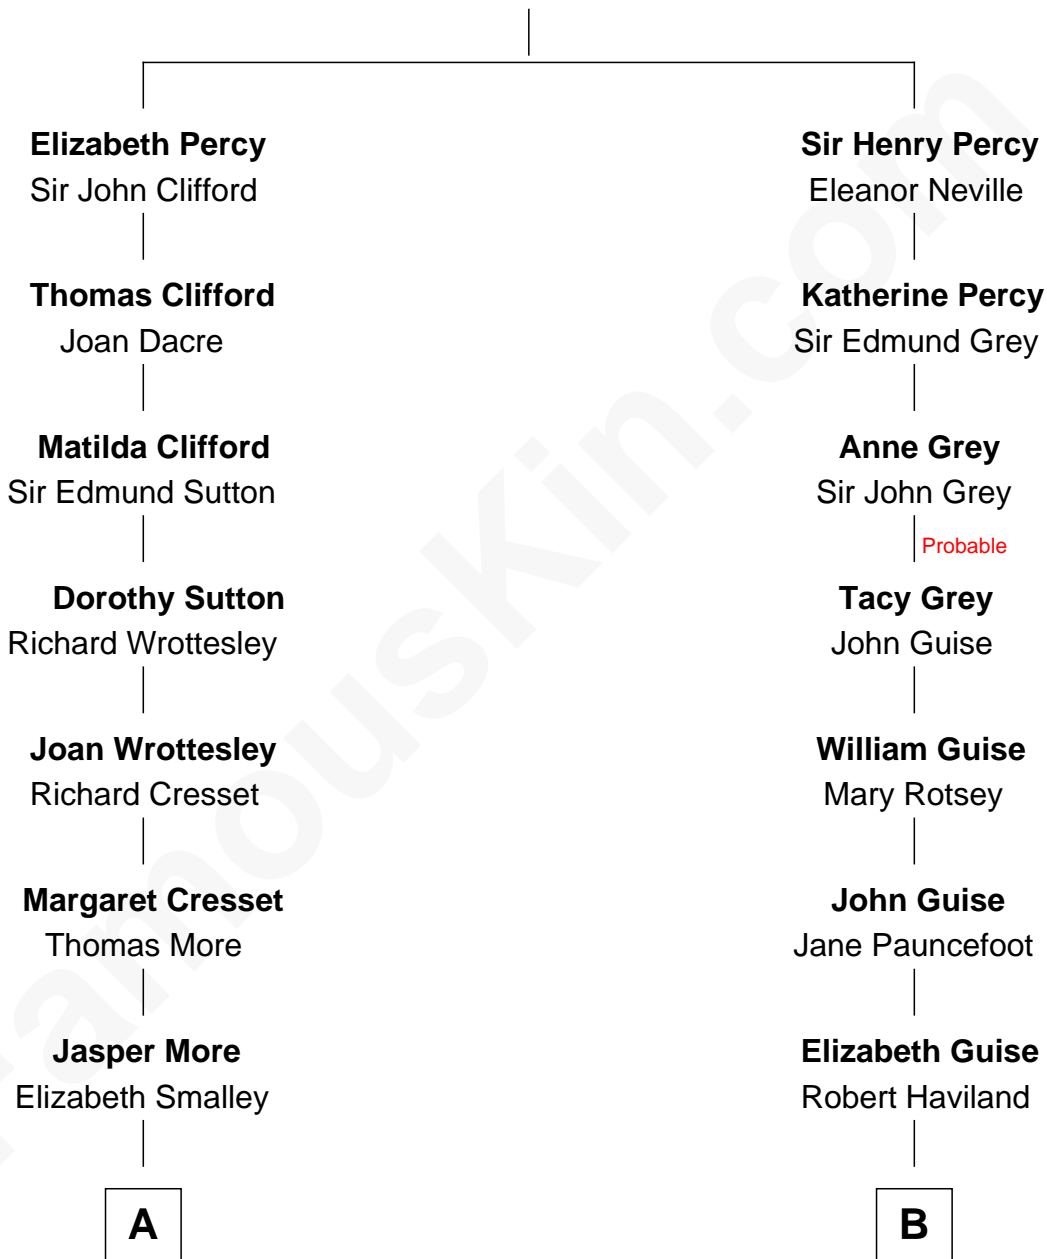 Elizabeth Percy
Sir John Clifford
Thomas Clifford
Joan Dacre
Matilda Clifford
Sir Edmund Sutton
Dorothy Sutton
Richard Wrottesley
Joan Wrottesley
Richard Cresset
Margaret Cresset
Thomas More
Jasper More
Elizabeth Smalley
A
Sir Henry Percy
Eleanor Neville
Katherine Percy
Sir Edmund Grey
Anne Grey
Sir John Grey
Probable
Tacy Grey
John Guise
William Guise
Mary Rotsey
John Guise
Jane Pauncefoot
Elizabeth Guise
Robert Haviland
B
FamousKin.com